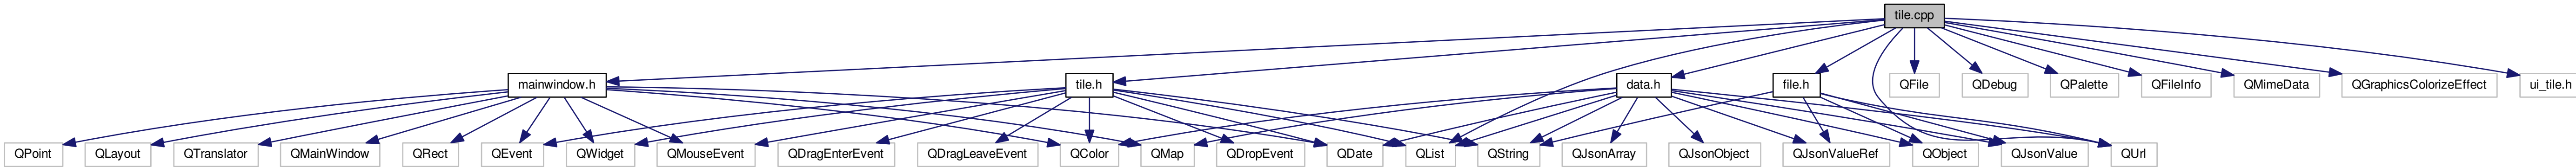 tile.cpp
mainwindow.h
tile.h
data.h
file.h
QFile
QDebug
QPalette
QFileInfo
QMimeData
QGraphicsColorizeEffect
ui_tile.h
QPoint
QLayout
QTranslator
QMainWindow
QRect
QEvent
QWidget
QMouseEvent
QDragEnterEvent
QDragLeaveEvent
QColor
QMap
QDropEvent
QDate
QList
QString
QJsonArray
QJsonObject
QJsonValueRef
QObject
QJsonValue
QUrl